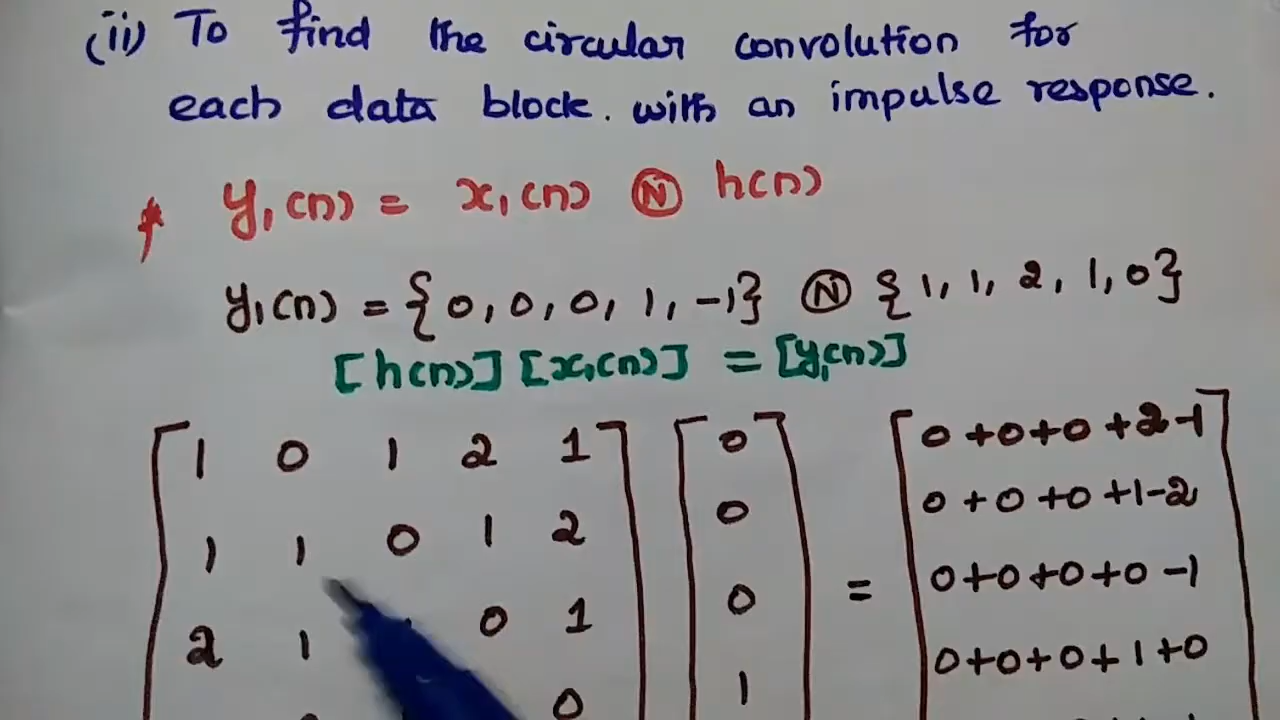 (ii) To find the circular convolution for
each data block. with an impulse response.
* y₁(n) = x₁(n) Ⓝ h(n)
y₁(n) = {0, 0, 0, 1, -1} Ⓝ {1, 1, 2, 1, 0}
[h(n)] [x₁(n)] = [y₁(n)]
1 0 1 2 1 0 0+0+0+2-1
1 1 0 1 2 0 0+0+0+1-2
2 1 0 1 0 = 0+0+0+0-1
0 1 0+0+0+1+0